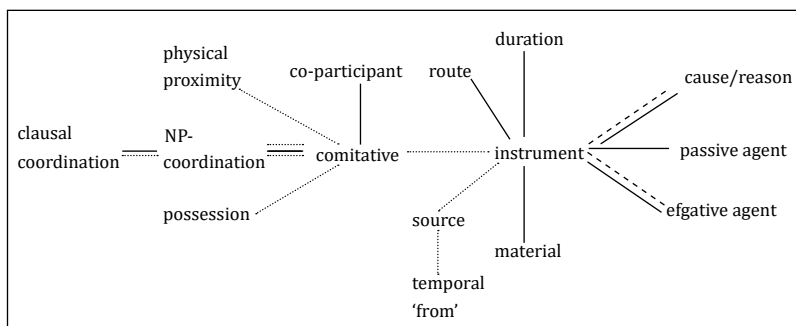 duration
physical
proximity
co-participant
route
cause/reason
clausal
coordination
NP-
coordination
comitative
instrument
passive agent
possession
source
efgative agent
material
temporal
‘from’